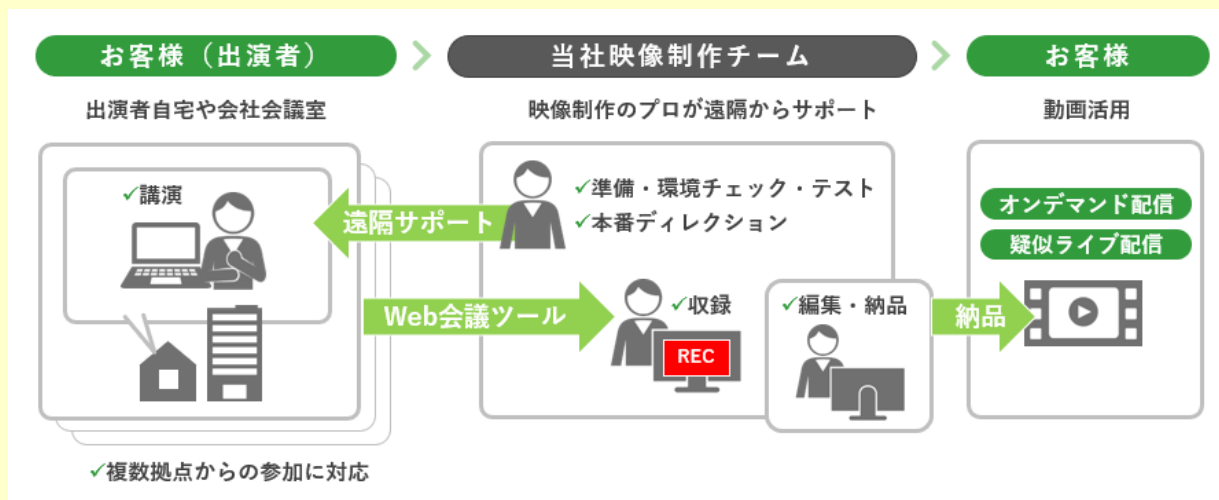 お客様（出演者）
当社映像制作チーム
お客様
出演者自宅や会社会議室
映像制作のプロが遠隔からサポート
動画活用
✓講演
遠隔サポート
✓準備・環境チェック・テスト
✓本番ディレクション
オンデマンド配信
疑似ライブ配信
Web会議ツール
✓収録
REC
✓編集・納品
納品
✓複数拠点からの参加に対応